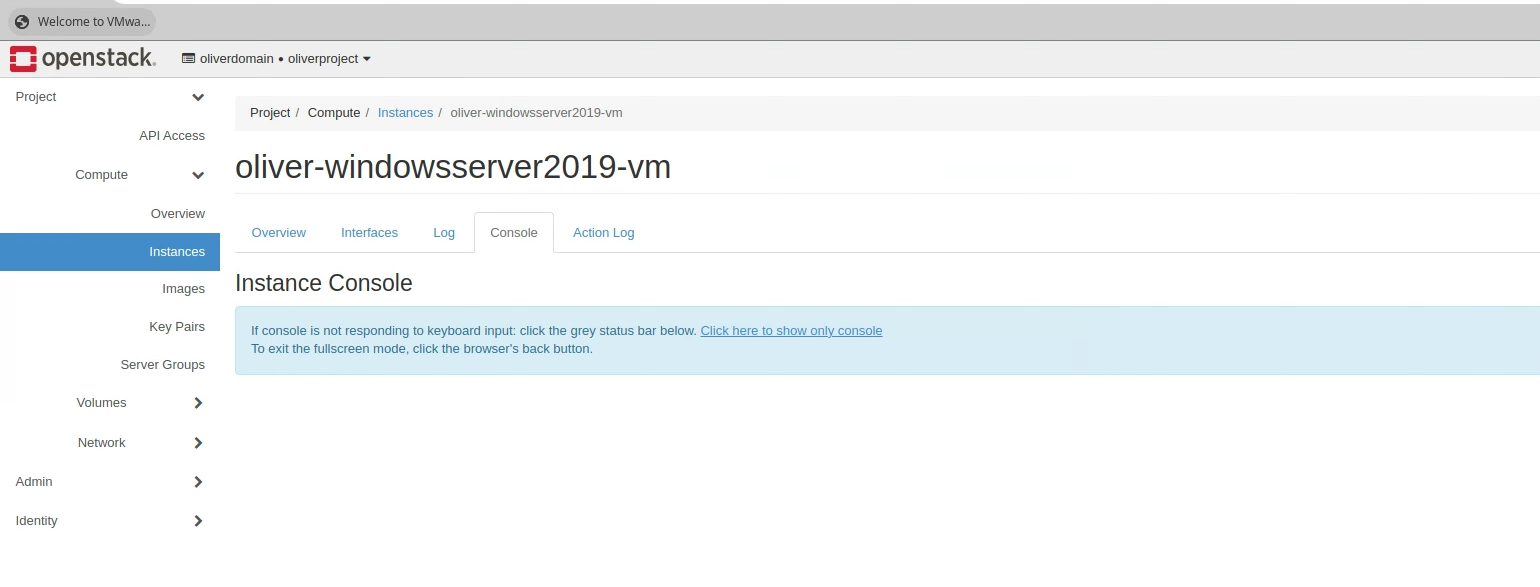 Welcome to VMwa...
openstack.
oliverdomain • oliverproject
Project
API Access
Compute
Overview
Instances
Images
Key Pairs
Server Groups
Volumes
Network
Admin
Identity
Project / Compute / Instances / oliver-windowsserver2019-vm
oliver-windowsserver2019-vm
Overview Interfaces Log Console Action Log
Instance Console
If console is not responding to keyboard input: click the grey status bar below. Click here to show only console
To exit the fullscreen mode, click the browser's back button.